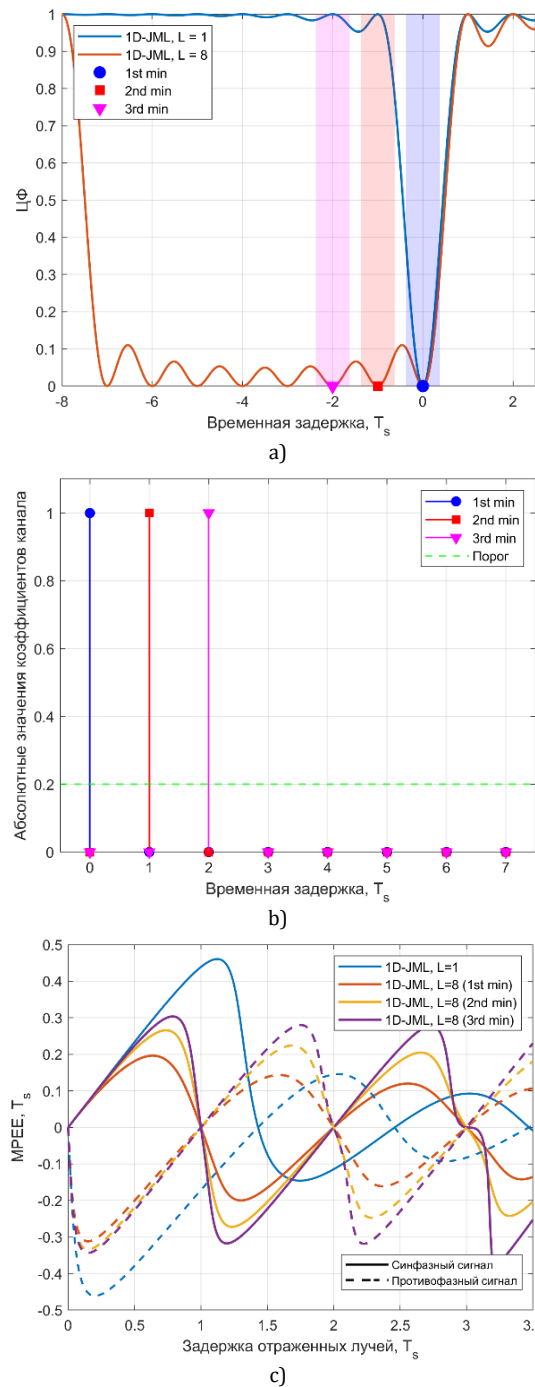 1
0.9
0.8
0.7
0.6
0.5
0.4
0.3
0.2
0.1
0
ЦФ
1D-JML, L = 1
1D-JML, L = 8
1st min
2nd min
3rd min
-8 -6 -4 -2 0 2
Временная задержка, Ts
a)
1
0.8
0.6
0.4
0.2
0
Абсолютные значения коэффициентов канала
1st min
2nd min
3rd min
Порог
0 1 2 3 4 5 6 7
Временная задержка, Ts
b)
0.5
0.4
0.3
0.2
0.1
0
-0.1
-0.2
-0.3
-0.4
-0.5
MPEE, Ts
1D-JML, L=1
1D-JML, L=8 (1st min)
1D-JML, L=8 (2nd min)
1D-JML, L=8 (3rd min)
Синфазный сигнал
Противофазный сигнал
0 0.5 1 1.5 2 2.5 3 3.
Задержка отраженных лучей, Ts
c)